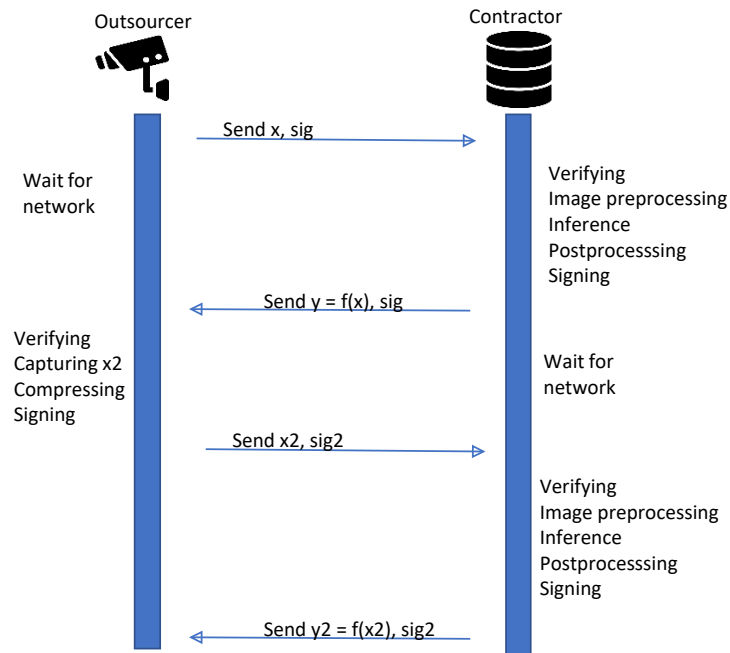 Outsourcer
Contractor
Send x, sig
Wait for
network
Verifying
Image preprocessing
Inference
Postprocesssing
Signing
Send y = f(x), sig
Verifying
Capturing x2
Compressing
Signing
Wait for
network
Send x2, sig2
Verifying
Image preprocessing
Inference
Postprocesssing
Signing
Send y2 = f(x2), sig2